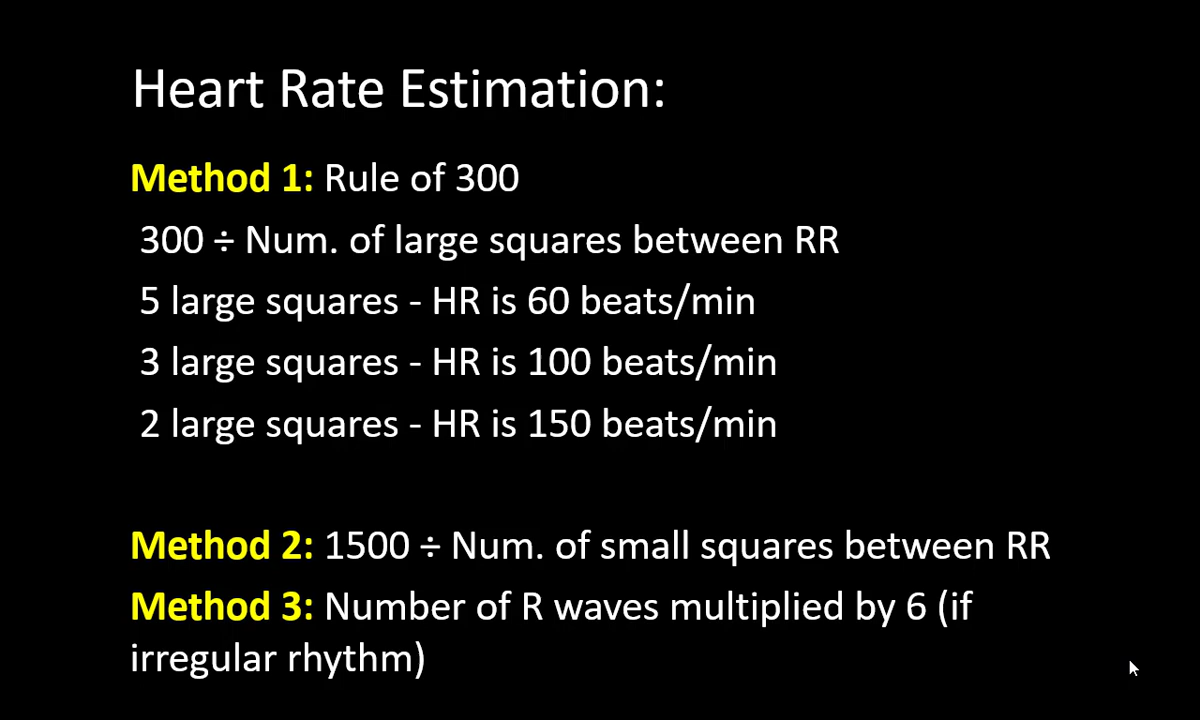 Heart Rate Estimation:
Method 1: Rule of 300
300 ÷ Num. of large squares between RR
5 large squares - HR is 60 beats/min
3 large squares - HR is 100 beats/min
2 large squares - HR is 150 beats/min
Method 2: 1500 ÷ Num. of small squares between RR
Method 3: Number of R waves multiplied by 6 (if
irregular rhythm)